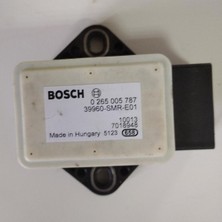 BOSCH
0 265 005 787
39960-SMR-E01
10013
7018948
Made in Hungary 5123